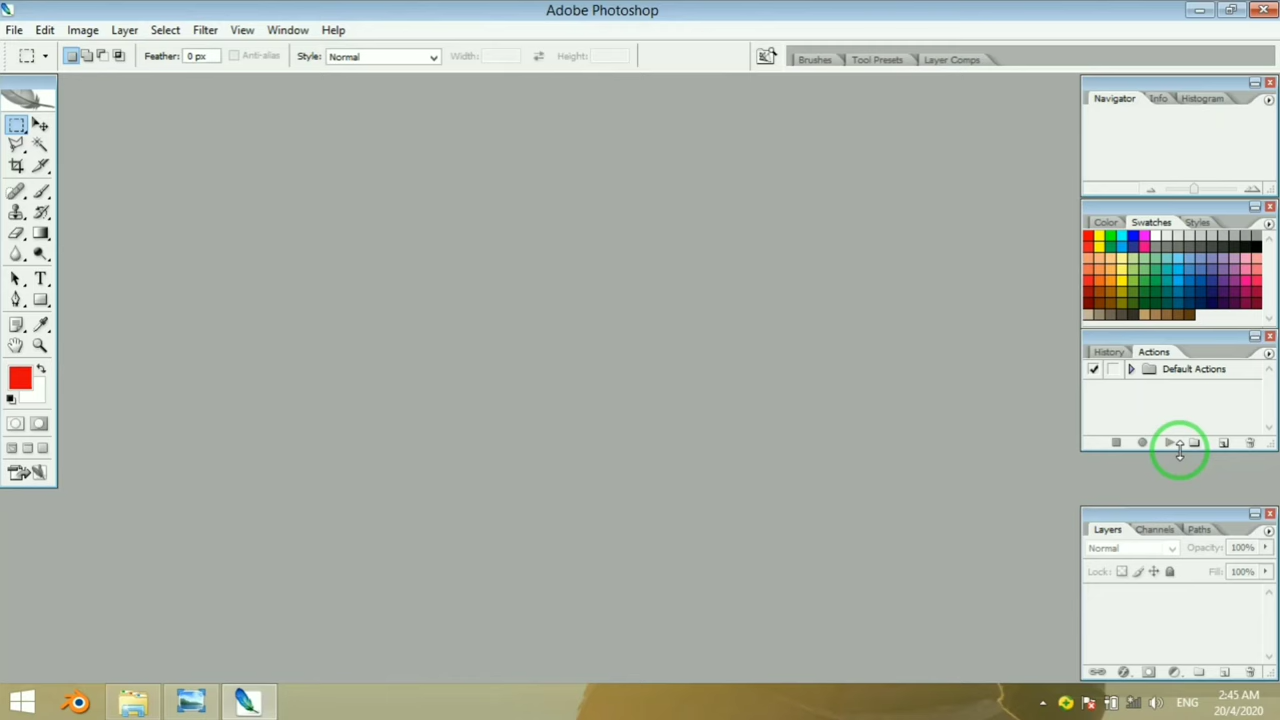 Adobe Photoshop
File Edit Image Layer Select Filter View Window Help
Feather: 0 px Anti-alias Style: Normal Width: Height: Brushes Tool Presets Layer Comps
Navigator Info Histogram
Color Swatches Styles
History Actions
Default Actions
T
Layers Channels Paths
Normal Opacity: 100%
Lock: Fill: 100%
ENG
2:45 AM
20/4/2020